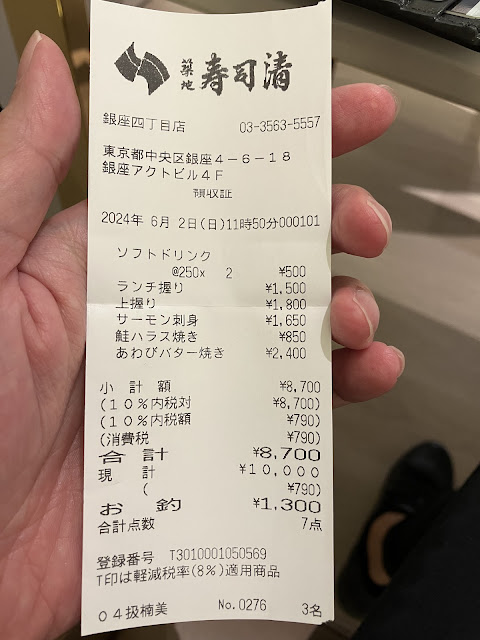 築地 寿司清
銀座四丁目店 03-3563-5557
東京都中央区銀座4-6-18
銀座アクトビル4F
領収証
2024年 6月 2日(日)11時50分000101
ソフトドリンク
@250× 2 ¥500
ランチ握り ¥1,500
上握り ¥1,800
サーモン刺身 ¥1,650
鮭ハラス焼き ¥850
あわびバター焼き ¥2,400
小 計 額 ¥8,700
(10%内税対 ¥8,700)
(10%内税額 ¥790)
(消費税 ¥790)
合 計 ¥8,700
現 計 ¥10,000
( ¥790)
お 釣 ¥1,300
合計点数 7点
登録番号 T3010001050569
T印は軽減税率(8%)適用商品
04扱楠美 No.0276 3名